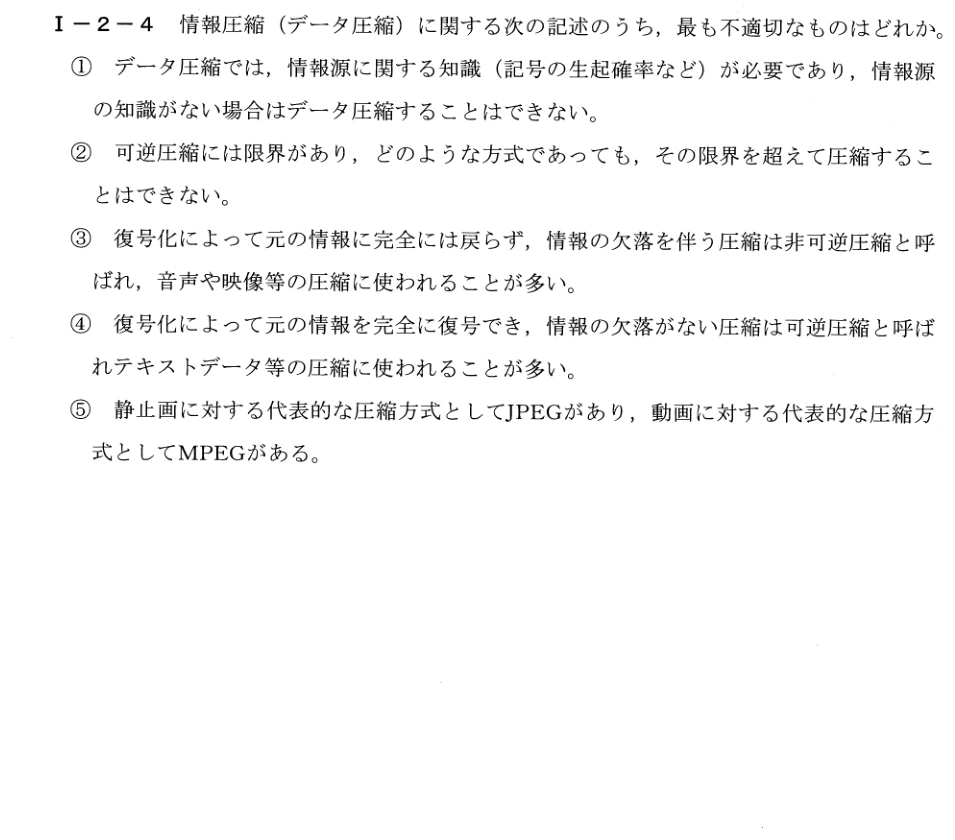 Ⅰ－２－４　情報圧縮（データ圧縮）に関する次の記述のうち，最も不適切なものはどれか。
①　データ圧縮では，情報源に関する知識（記号の生起確率など）が必要であり，情報源
の知識がない場合はデータ圧縮することはできない。
②　可逆圧縮には限界があり，どのような方式であっても，その限界を超えて圧縮するこ
とはできない。
③　復号化によって元の情報に完全には戻らず，情報の欠落を伴う圧縮は非可逆圧縮と呼
ばれ，音声や映像等の圧縮に使われることが多い。
④　復号化によって元の情報を完全に復号でき，情報の欠落がない圧縮は可逆圧縮と呼ば
れテキストデータ等の圧縮に使われることが多い。
⑤　静止画に対する代表的な圧縮方式としてJPEGがあり，動画に対する代表的な圧縮方
式としてMPEGがある。